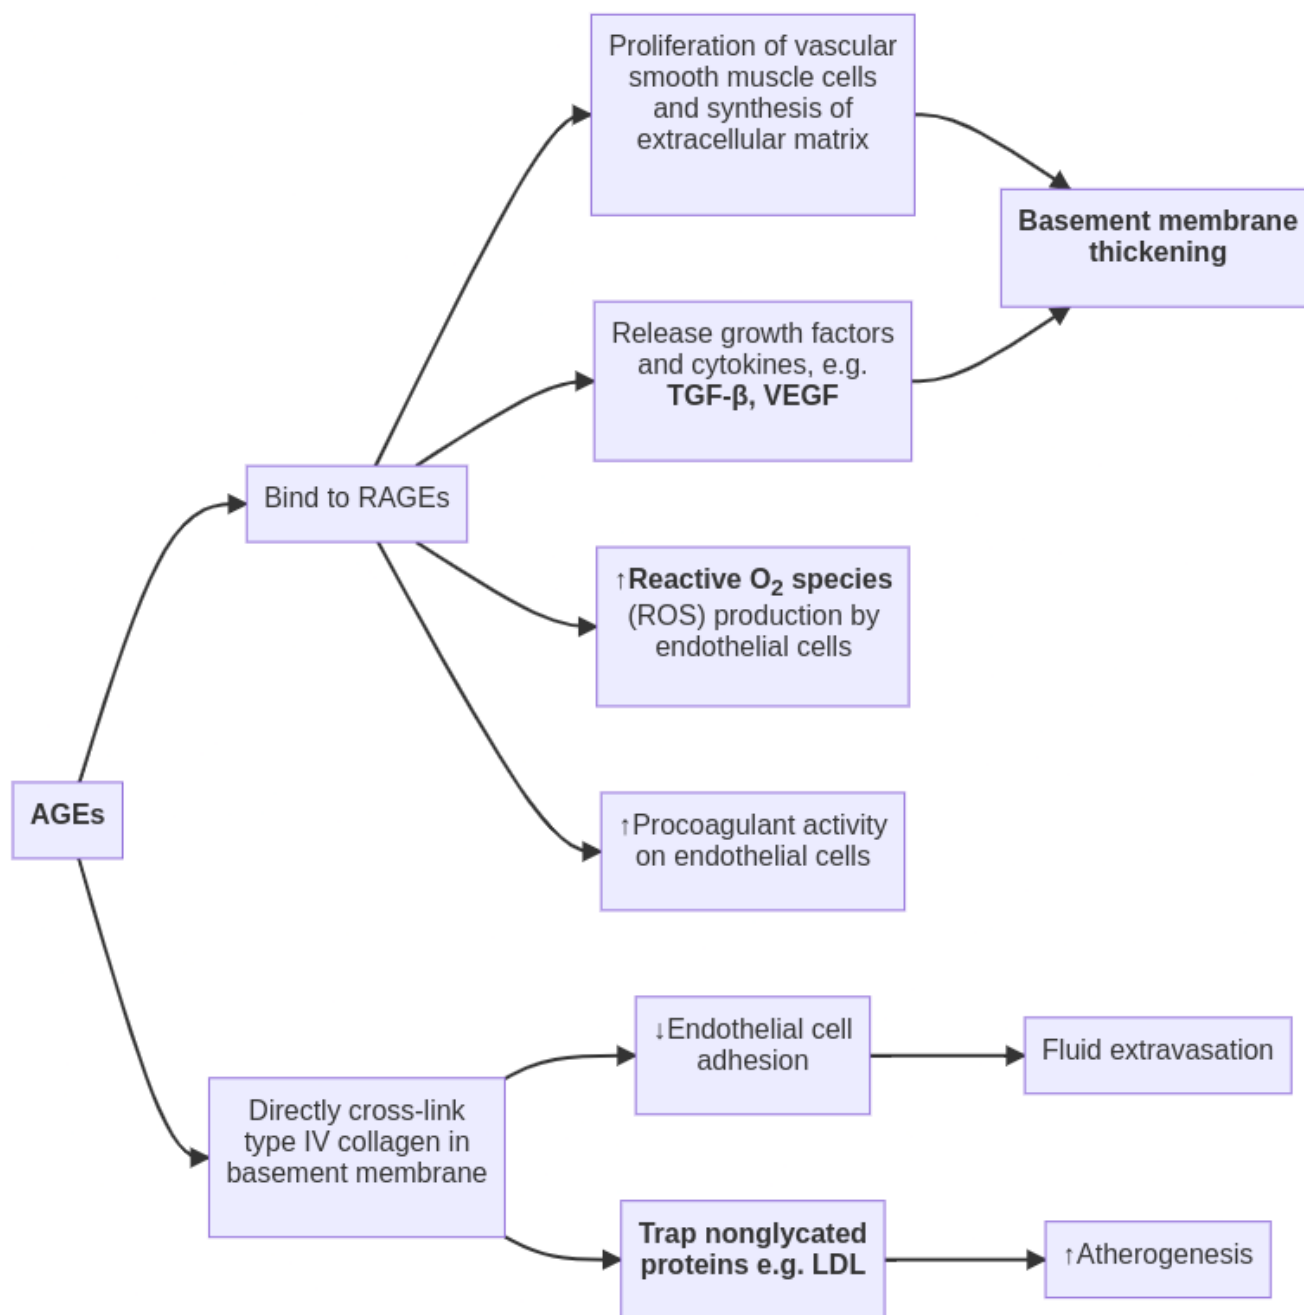 Proliferation of vascular
smooth muscle cells
and synthesis of
extracellular matrix
Basement membrane
thickening
Release growth factors
and cytokines, e.g.
TGF-β, VEGF
Bind to RAGEs
↑Reactive O₂ species
(ROS) production by
endothelial cells
AGEs
↑Procoagulant activity
on endothelial cells
↓Endothelial cell
adhesion
Fluid extravasation
Directly cross-link
type IV collagen in
basement membrane
Trap nonglycated
proteins e.g. LDL
↑Atherogenesis